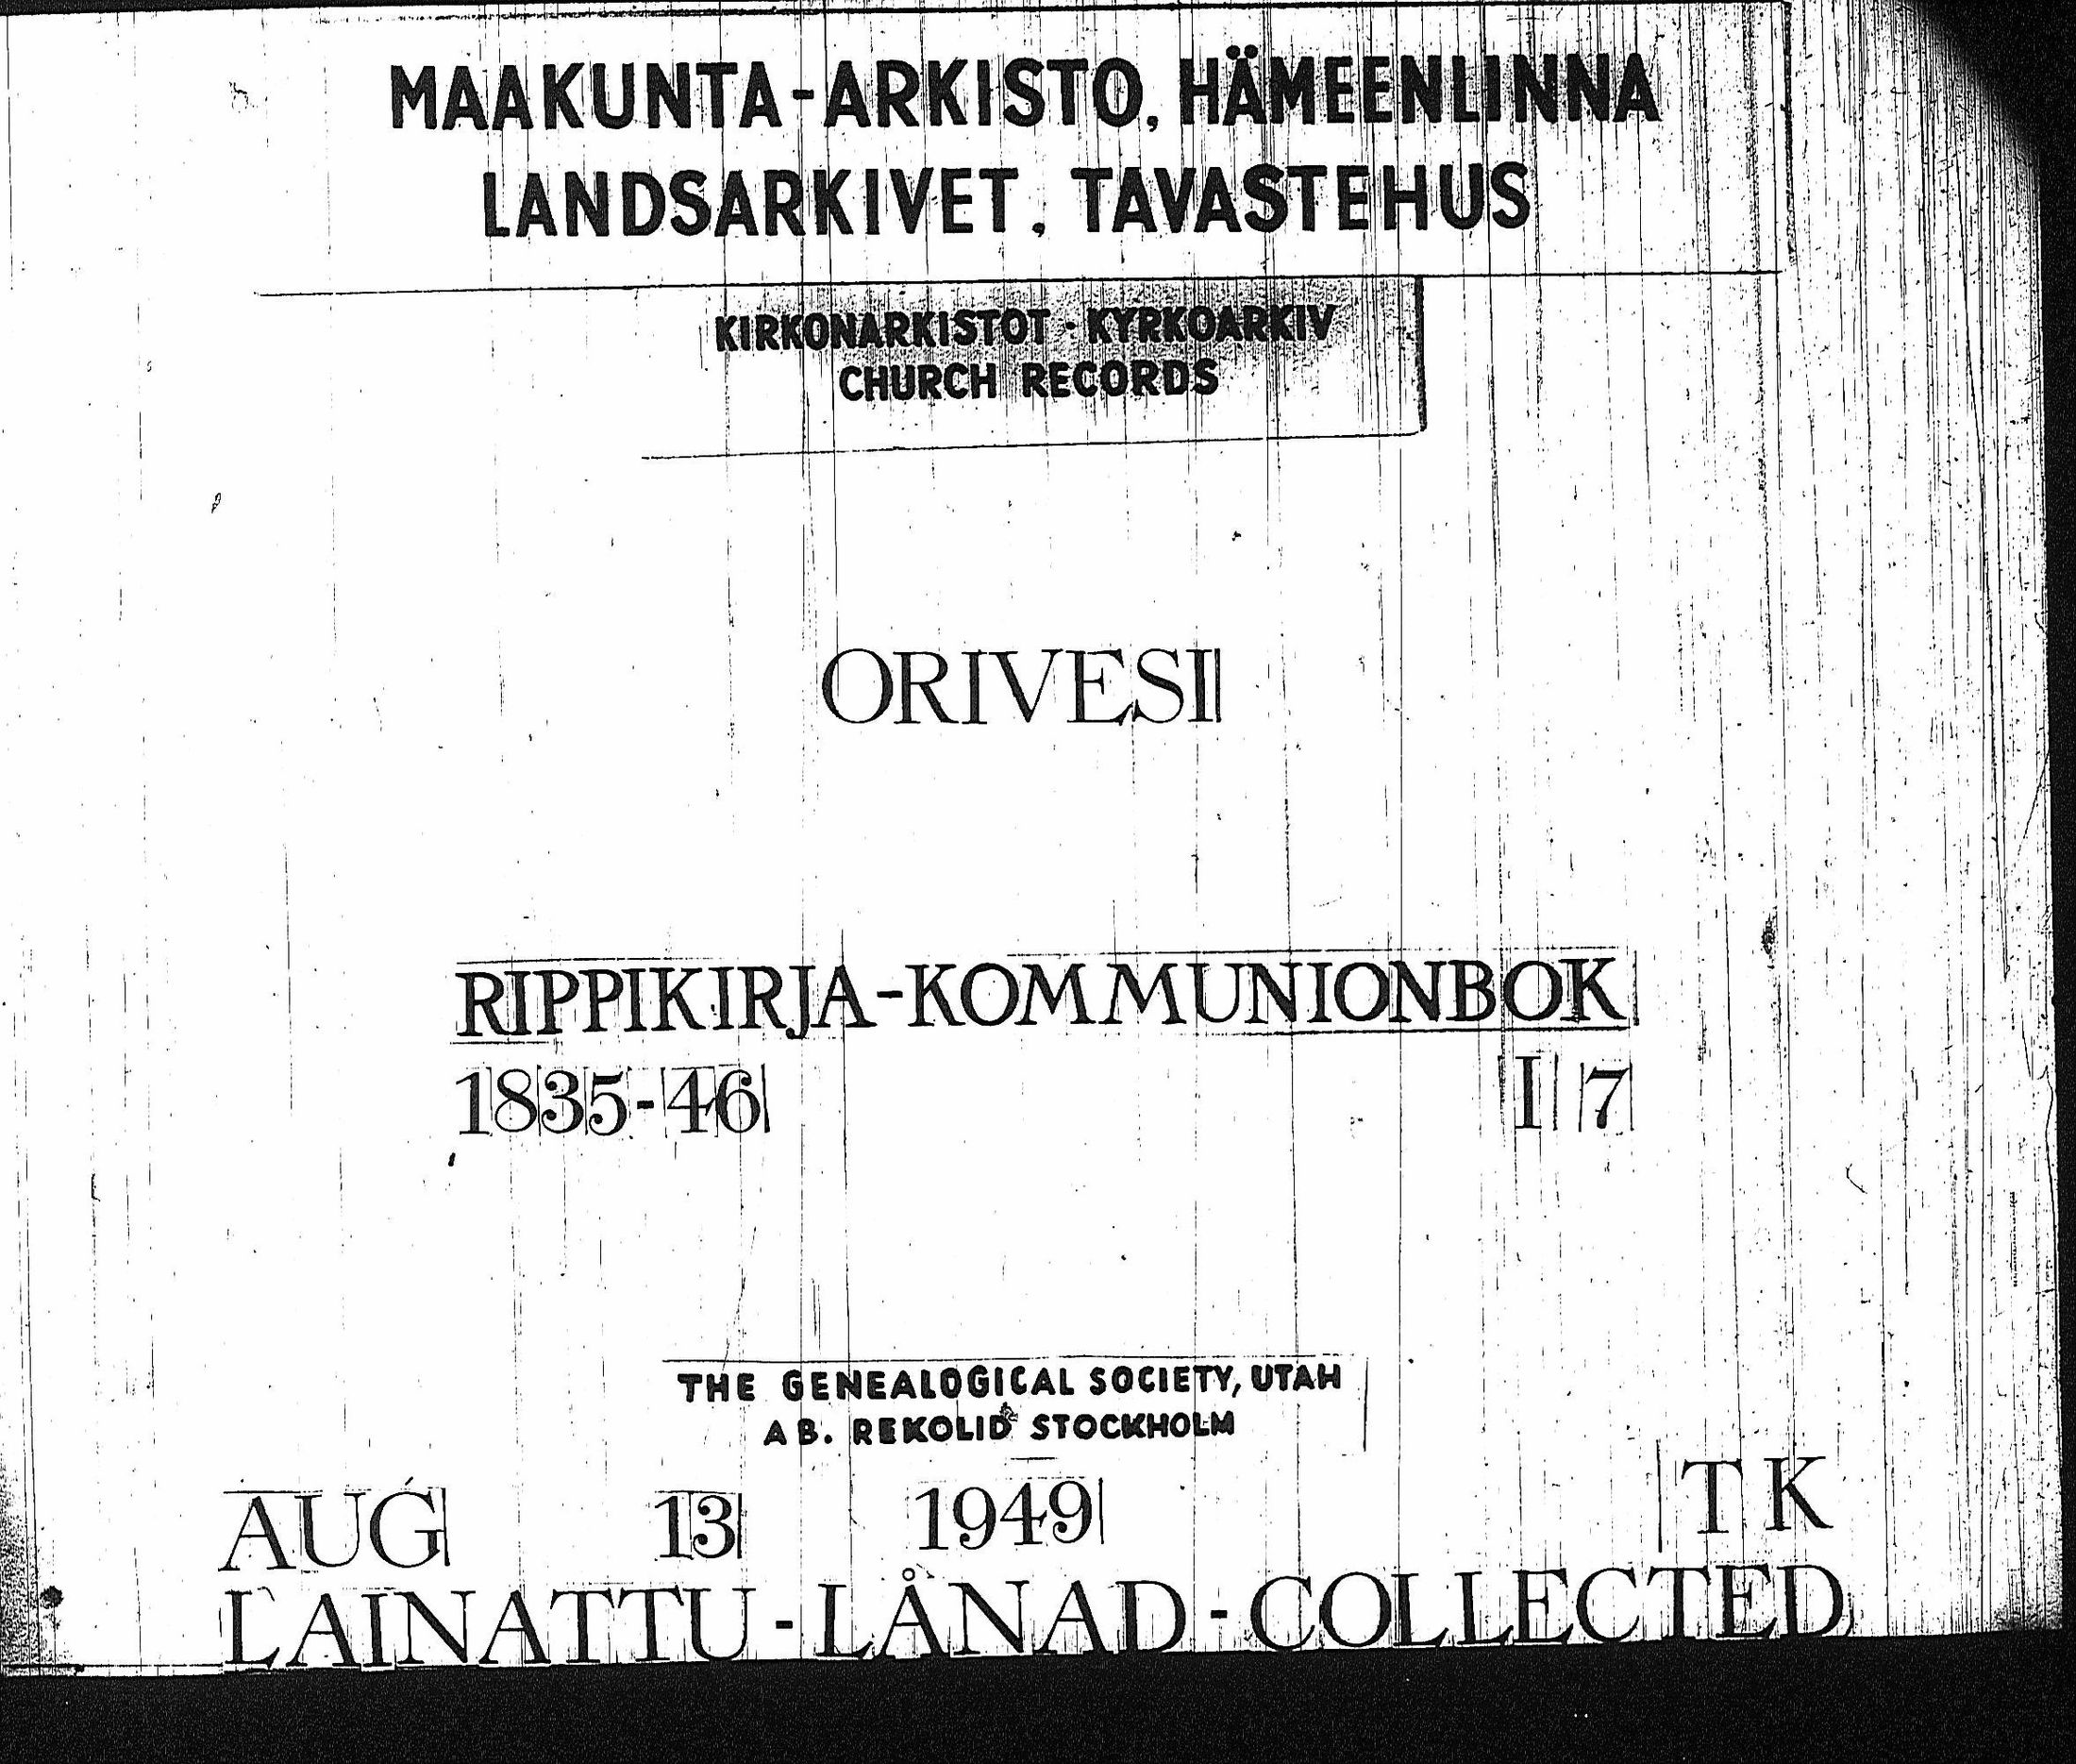 MAAKUNTA-ARKISTO, HÄMEENLINNA
LANDSARKIVET, TAVASTEHUS
KIRKONARKISTOT - KYRKOARKIV
CHURCH RECORDS
ORIVESI
RIPPIKIRJA-KOMMUNIONBOK
1835-46 I 7
THE GENEALOGICAL SOCIETY, UTAH
AB. REKOLID STOCKHOLM
AUG 13 1949 TK
LAINATTU-LÅNAD-COLLECTED